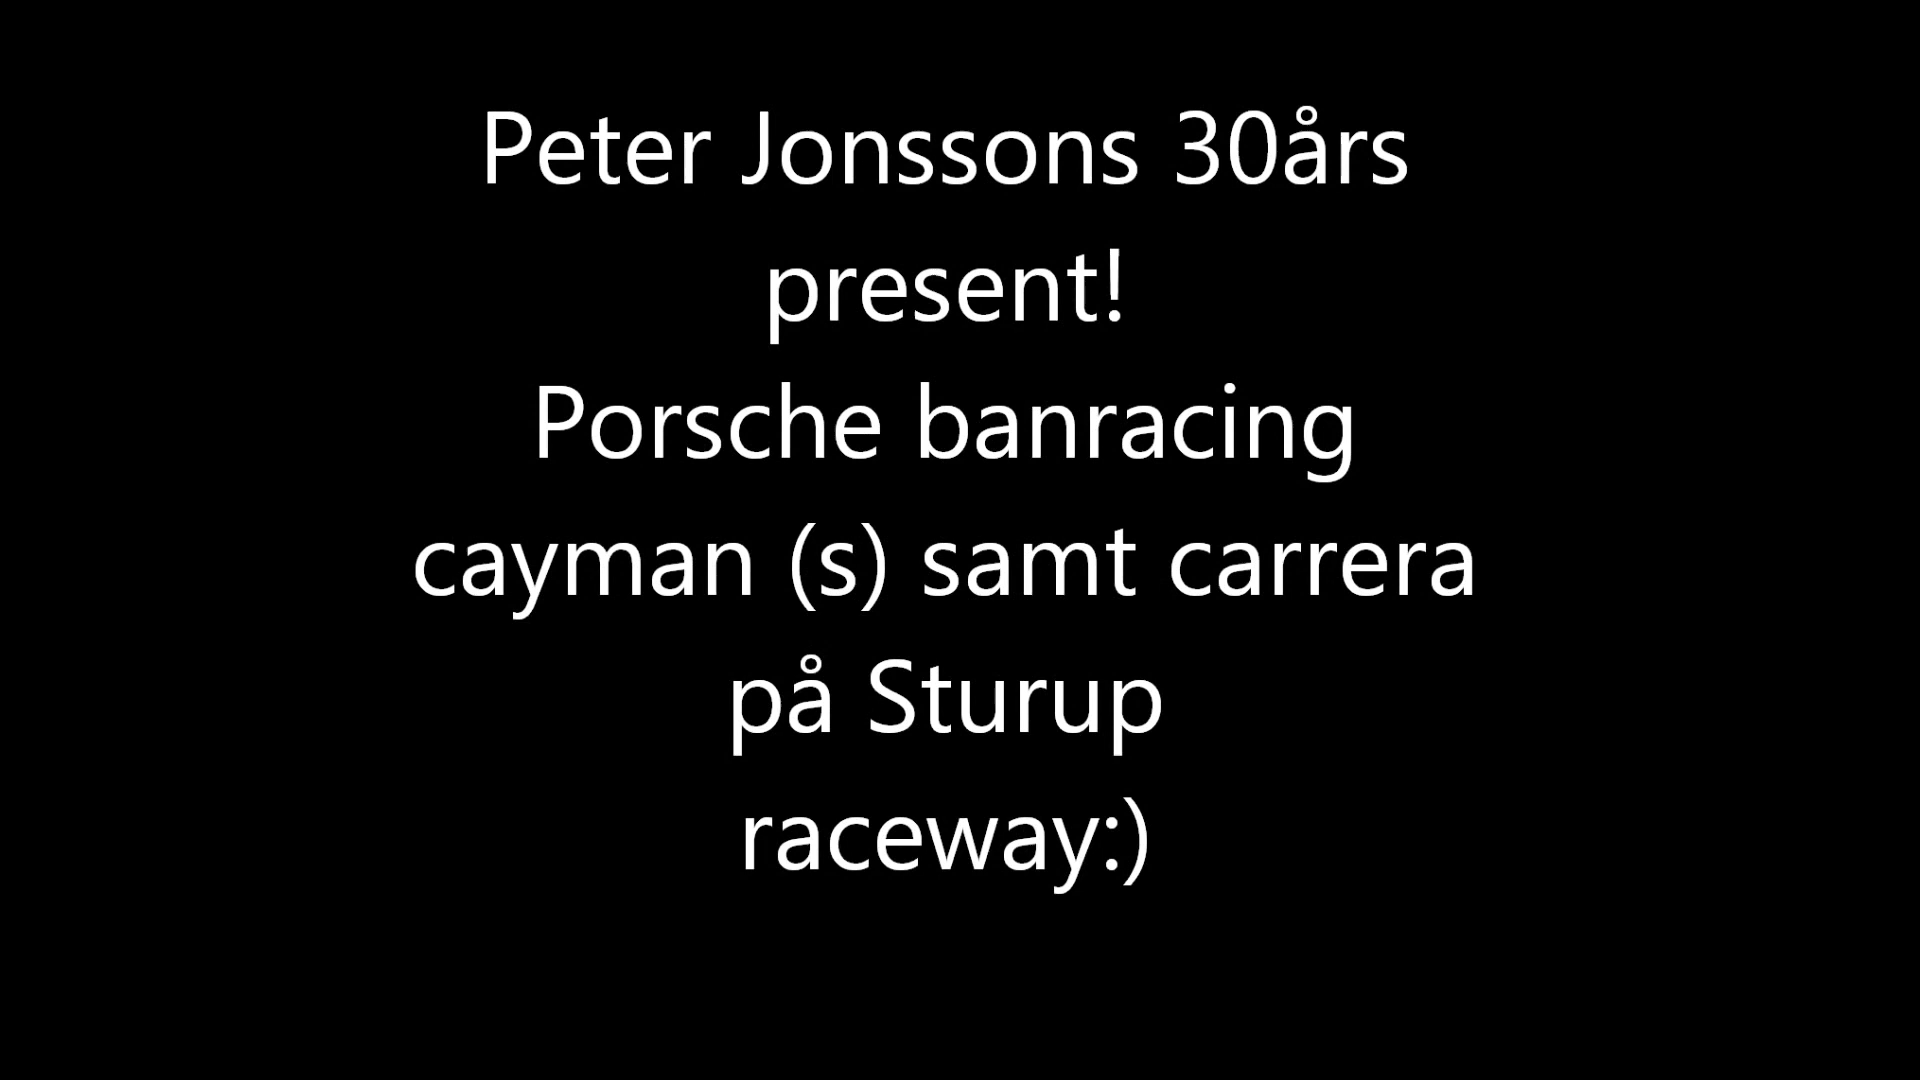 Peter Jonssons 30års
present!
Porsche banracing
cayman (s) samt carrera
på Sturup
raceway:)